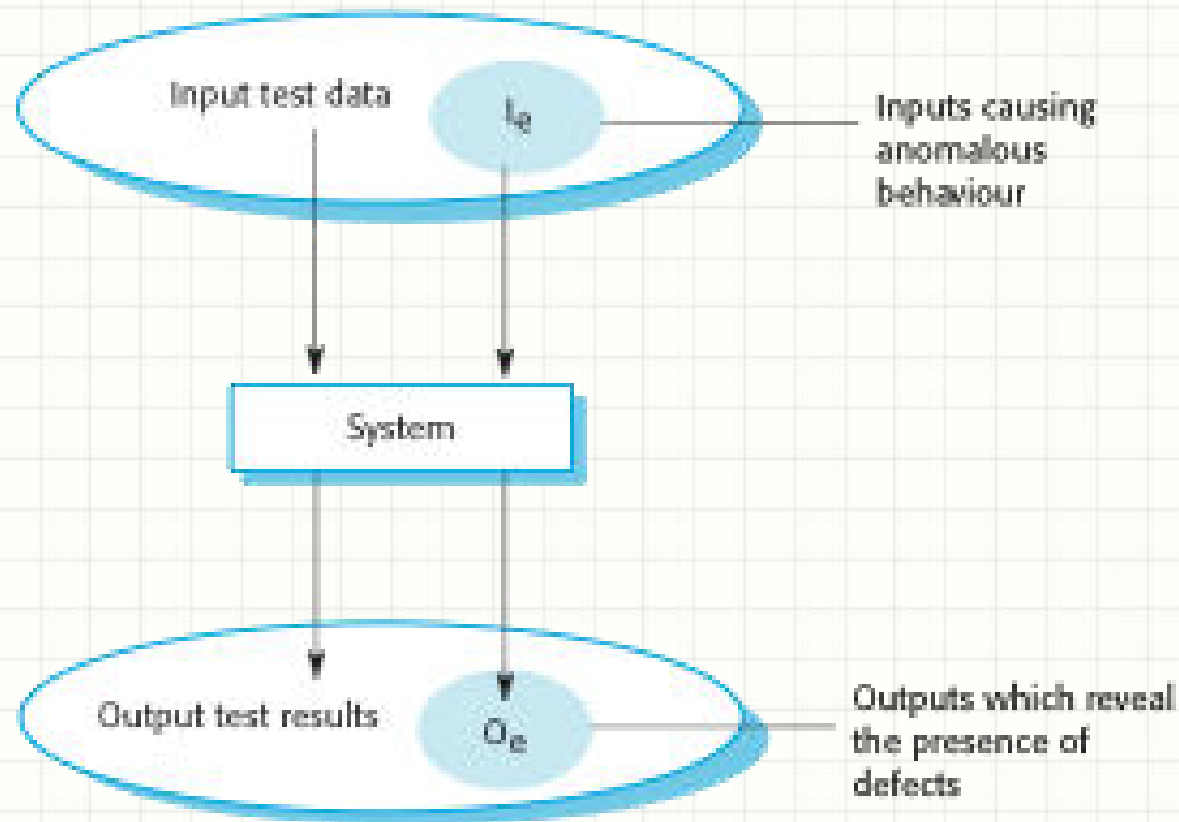 Input test data
Ie
Inputs causing
anomalous
behaviour
System
Output test results
Oe
Outputs which reveal
the presence of
defects